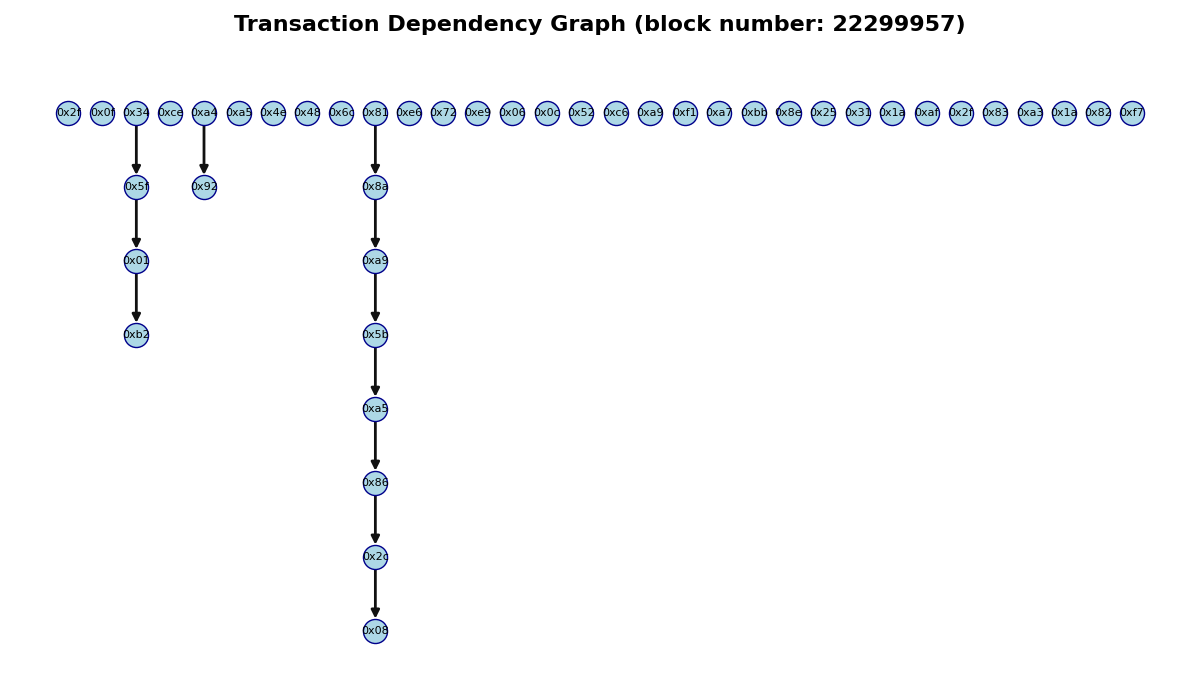 Transaction Dependency Graph (block number: 22299957)
0x2f 0x0f 0x34 0xce 0xa4 0xa5 0x4e 0x48 0x6c 0x81 0xe6 0x72 0xe9 0x06 0x0c 0x52 0xc6 0xa9 0xf1 0xa7 0xbb 0x8e 0x25 0x31 0x1a 0xaf 0x2f 0x83 0xa3 0x1a 0x82 0xf7
0x5f 0x92 0x8a
0x01 0xa9
0xb2 0x5b
0xa5
0x86
0x2c
0x08